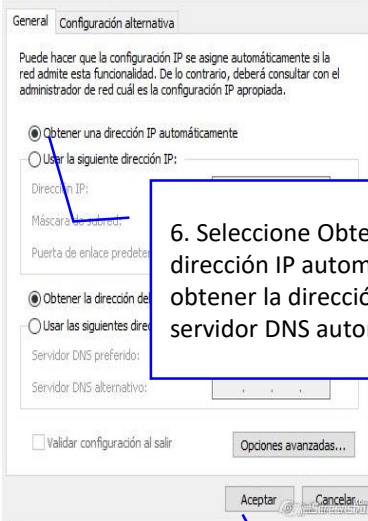 General Configuración alternativa
Puede hacer que la configuración IP se asigne automáticamente si la
red admite esta funcionalidad. De lo contrario, deberá consultar con el
administrador de red cuál es la configuración IP apropiada.
Obtener una dirección IP automáticamente
Usar la siguiente dirección IP:
Dirección IP:
Máscara de subred:
Puerta de enlace predeter
6. Seleccione Obte
dirección IP autom
obtener la direcció
servidor DNS auto
Obtener la dirección del
Usar las siguientes direc
Servidor DNS preferido:
Servidor DNS alternativo:
Validar configuración al salir
Opciones avanzadas...
Aceptar Cancelar